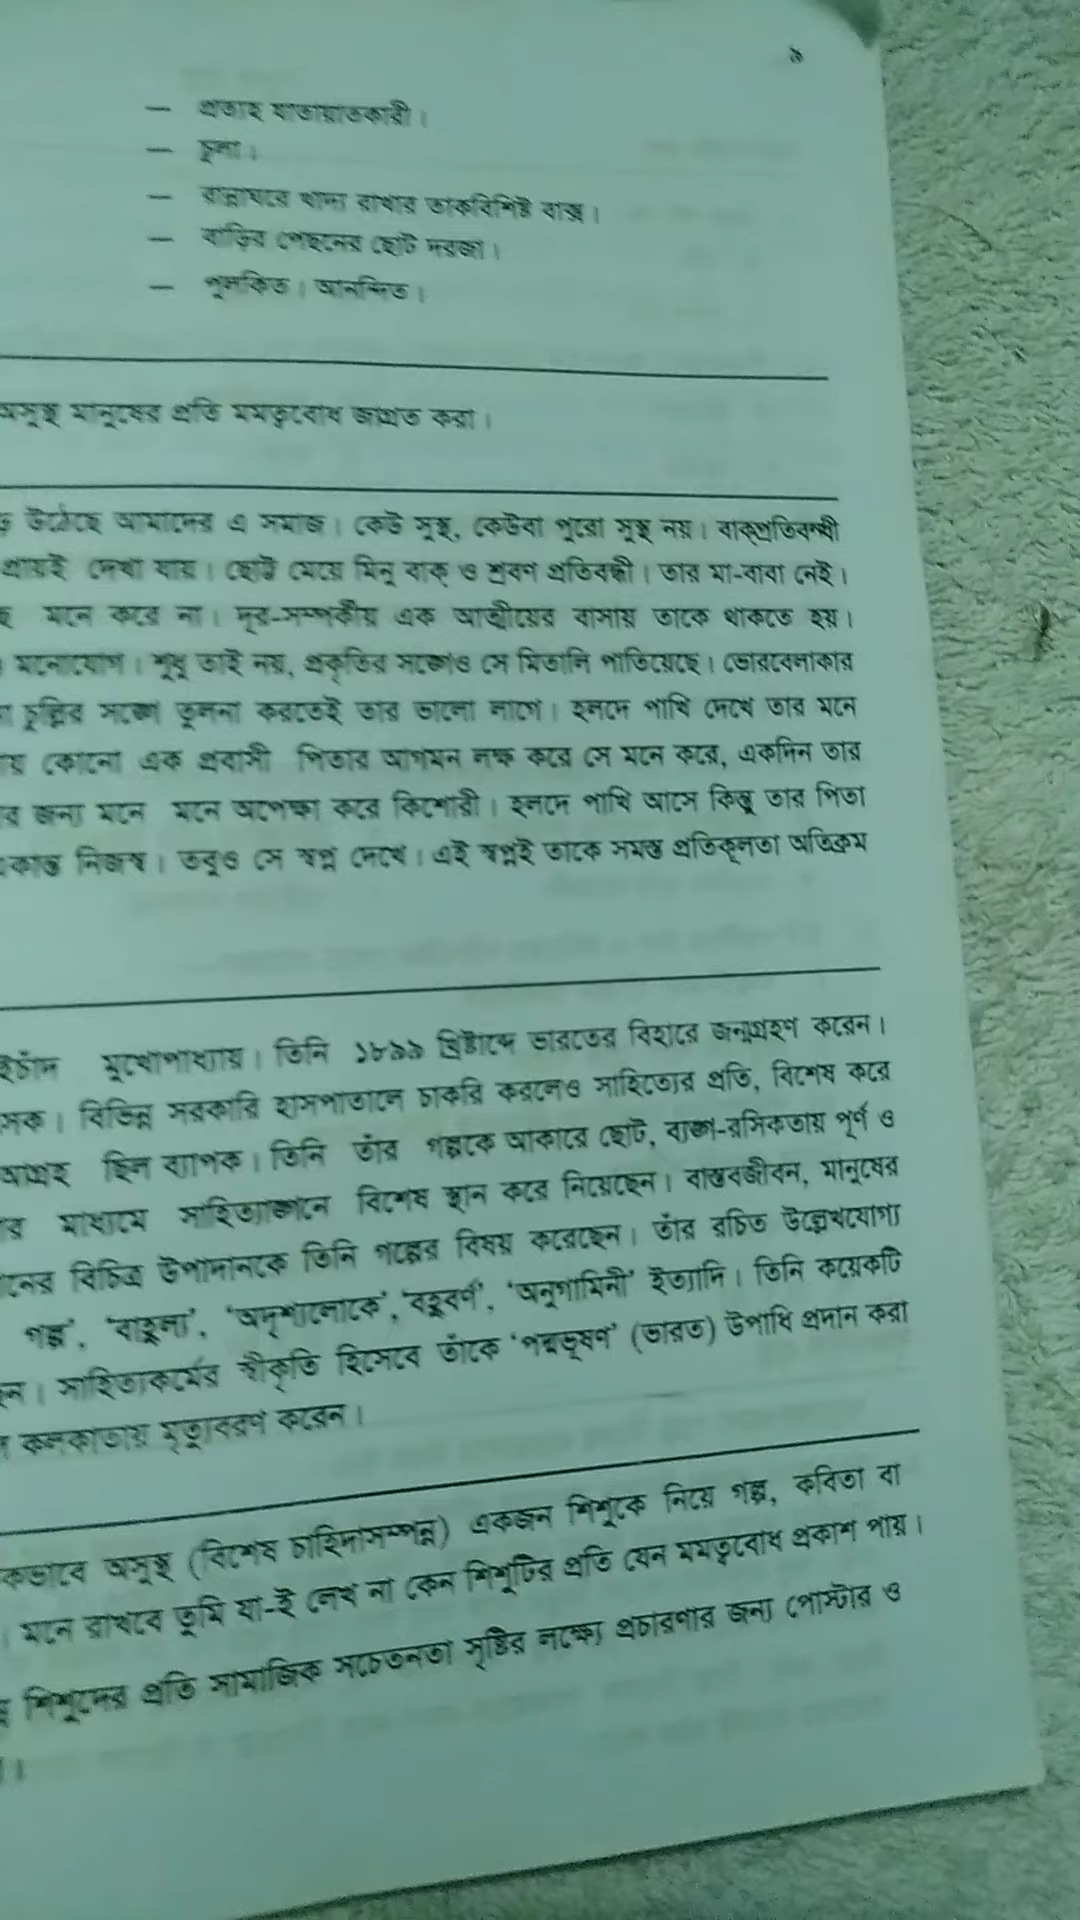 ৯
— প্রত্যহ যাতায়াতকারী।
— চুলা।
— রান্নাঘরে খাদ্য রাখার তাকবিশিষ্ট বাক্স।
— বাড়ির পেছনের ছোট দরজা।
— পুলকিত। আনন্দিত।
অসুস্থ মানুষের প্রতি মমত্ববোধ জাগ্রত করা।
উঠেছে আমাদের এ সমাজ। কেউ সুস্থ, কেউবা পুরো সুস্থ নয়। বাক্‌প্রতিবন্ধী
প্রায়ই দেখা যায়। ছোট মেয়ে মিনু বাক্ ও শ্রবণ প্রতিবন্ধী। তার মা-বাবা নেই।
মনে করে না। দূর-সম্পর্কীয় এক আত্মীয়ের বাসায় তাকে থাকতে হয়।
মনোযোগ। শুধু তাই নয়, প্রকৃতির সঙ্গেও সে মিতালি পাতিয়েছে। ভোরবেলাকার
চুল্লির সঙ্গে তুলনা করতেই তার ভালো লাগে। হলদে পাখি দেখে তার মনে
য় কোনো এক প্রবাসী পিতার আগমন লক্ষ করে সে মনে করে, একদিন তার
র জন্য মনে মনে অপেক্ষা করে কিশোরী। হলদে পাখি আসে কিন্তু তার পিতা
কান্ত নিজস্ব। তবুও সে স্বপ্ন দেখে। এই স্বপ্নই তাকে সমস্ত প্রতিকূলতা অতিক্রম
ইচাঁদ মুখোপাধ্যায়। তিনি ১৮৯৯ খ্রিষ্টাব্দে ভারতের বিহারে জন্মগ্রহণ করেন।
সক। বিভিন্ন সরকারি হাসপাতালে চাকরি করলেও সাহিত্যের প্রতি, বিশেষ করে
আগ্রহ ছিল ব্যাপক। তিনি তাঁর গল্পকে আকারে ছোট, ব্যঙ্গ-রসিকতায় পূর্ণ ও
র মাধ্যমে সাহিত্যাঙ্গনে বিশেষ স্থান করে নিয়েছেন। বাস্তবজীবন, মানুষের
নের বিচিত্র উপাদানকে তিনি গল্পের বিষয় করেছেন। তাঁর রচিত উল্লেখযোগ্য
গল্প', 'বাহুল্য', 'অদৃশ্যলোকে', 'বহুবর্ণ', 'অনুগামিনী' ইত্যাদি। তিনি কয়েকটি
ন। সাহিত্যকর্মের স্বীকৃতি হিসেবে তাঁকে 'পদ্মভূষণ' (ভারত) উপাধি প্রদান করা
কলকাতায় মৃত্যুবরণ করেন।
কভাবে অসুস্থ (বিশেষ চাহিদাসম্পন্ন) একজন শিশুকে নিয়ে গল্প, কবিতা বা
। মনে রাখবে তুমি যা-ই লেখ না কেন শিশুটির প্রতি যেন মমত্ববোধ প্রকাশ পায়।
শিশুদের প্রতি সামাজিক সচেতনতা সৃষ্টির লক্ষ্যে প্রচারণার জন্য পোস্টার ও